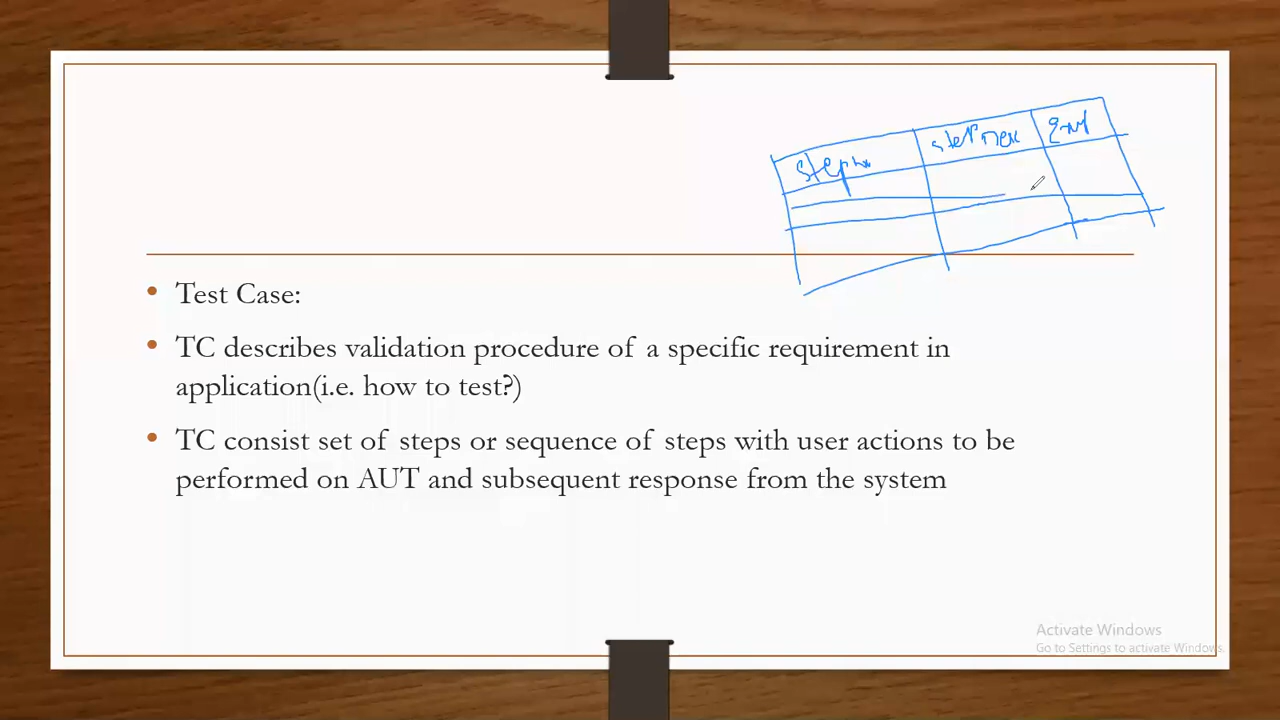 Test Case:
TC describes validation procedure of a specific requirement in
application(i.e. how to test?)
TC consist set of steps or sequence of steps with user actions to be
performed on AUT and subsequent response from the system
Activate Windows
Go to Settings to activate Windows.